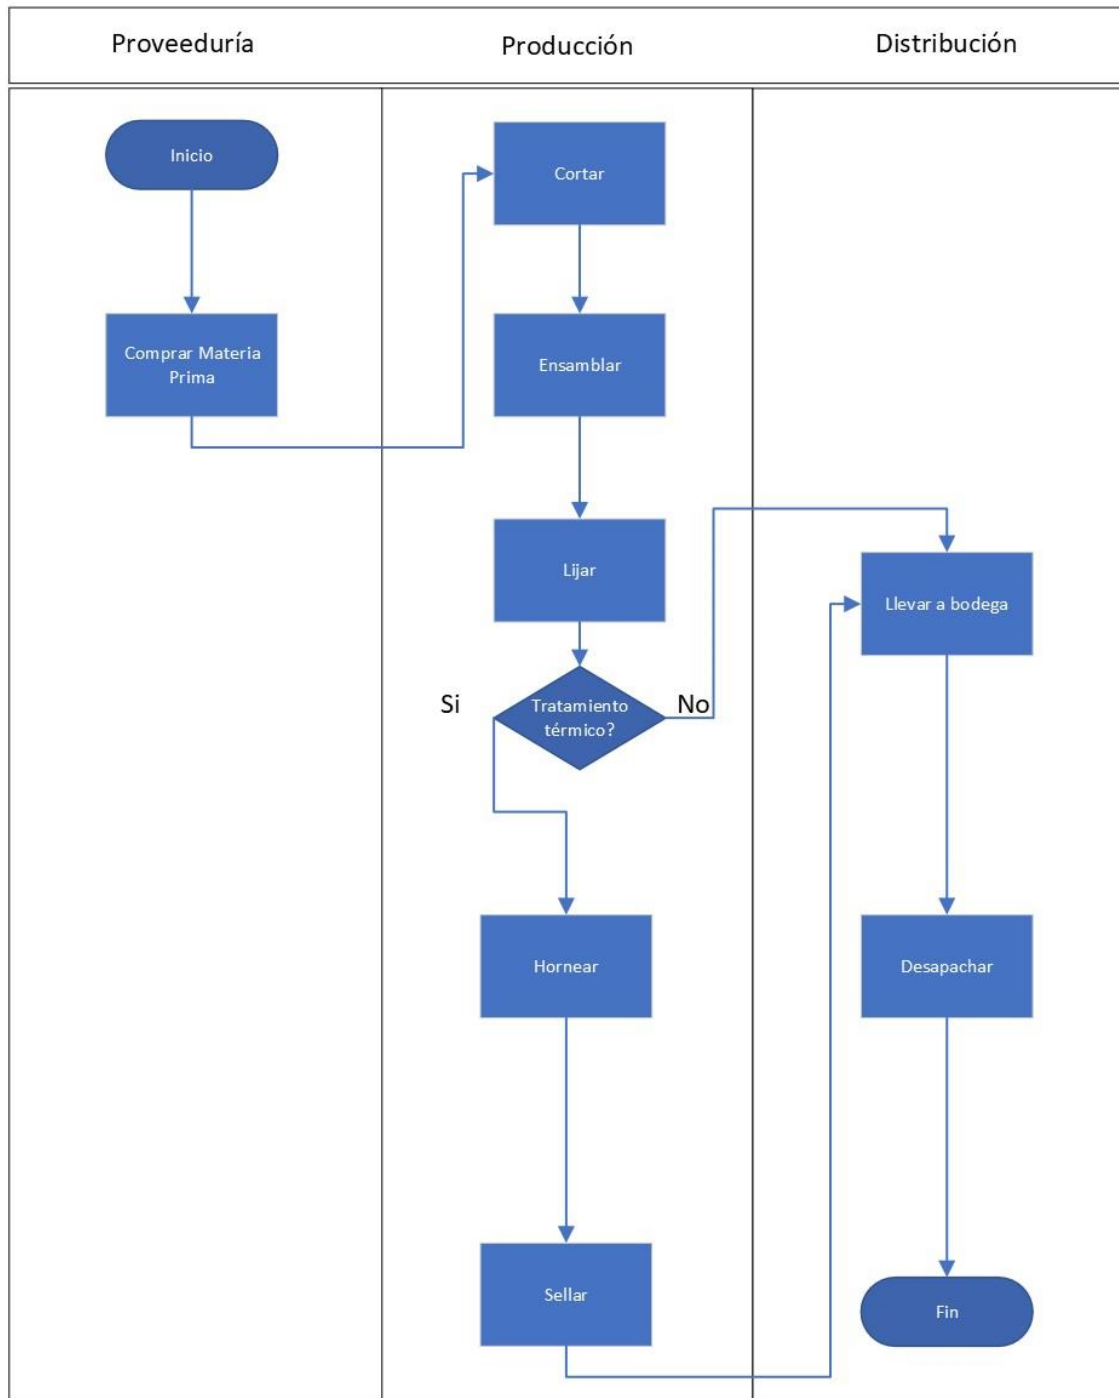 Proveeduría
Producción
Distribución
Inicio
Comprar Materia
Prima
Cortar
Ensamblar
Lijar
Si
Tratamiento
térmico?
No
Hornear
Sellar
Llevar a bodega
Desapachar
Fin